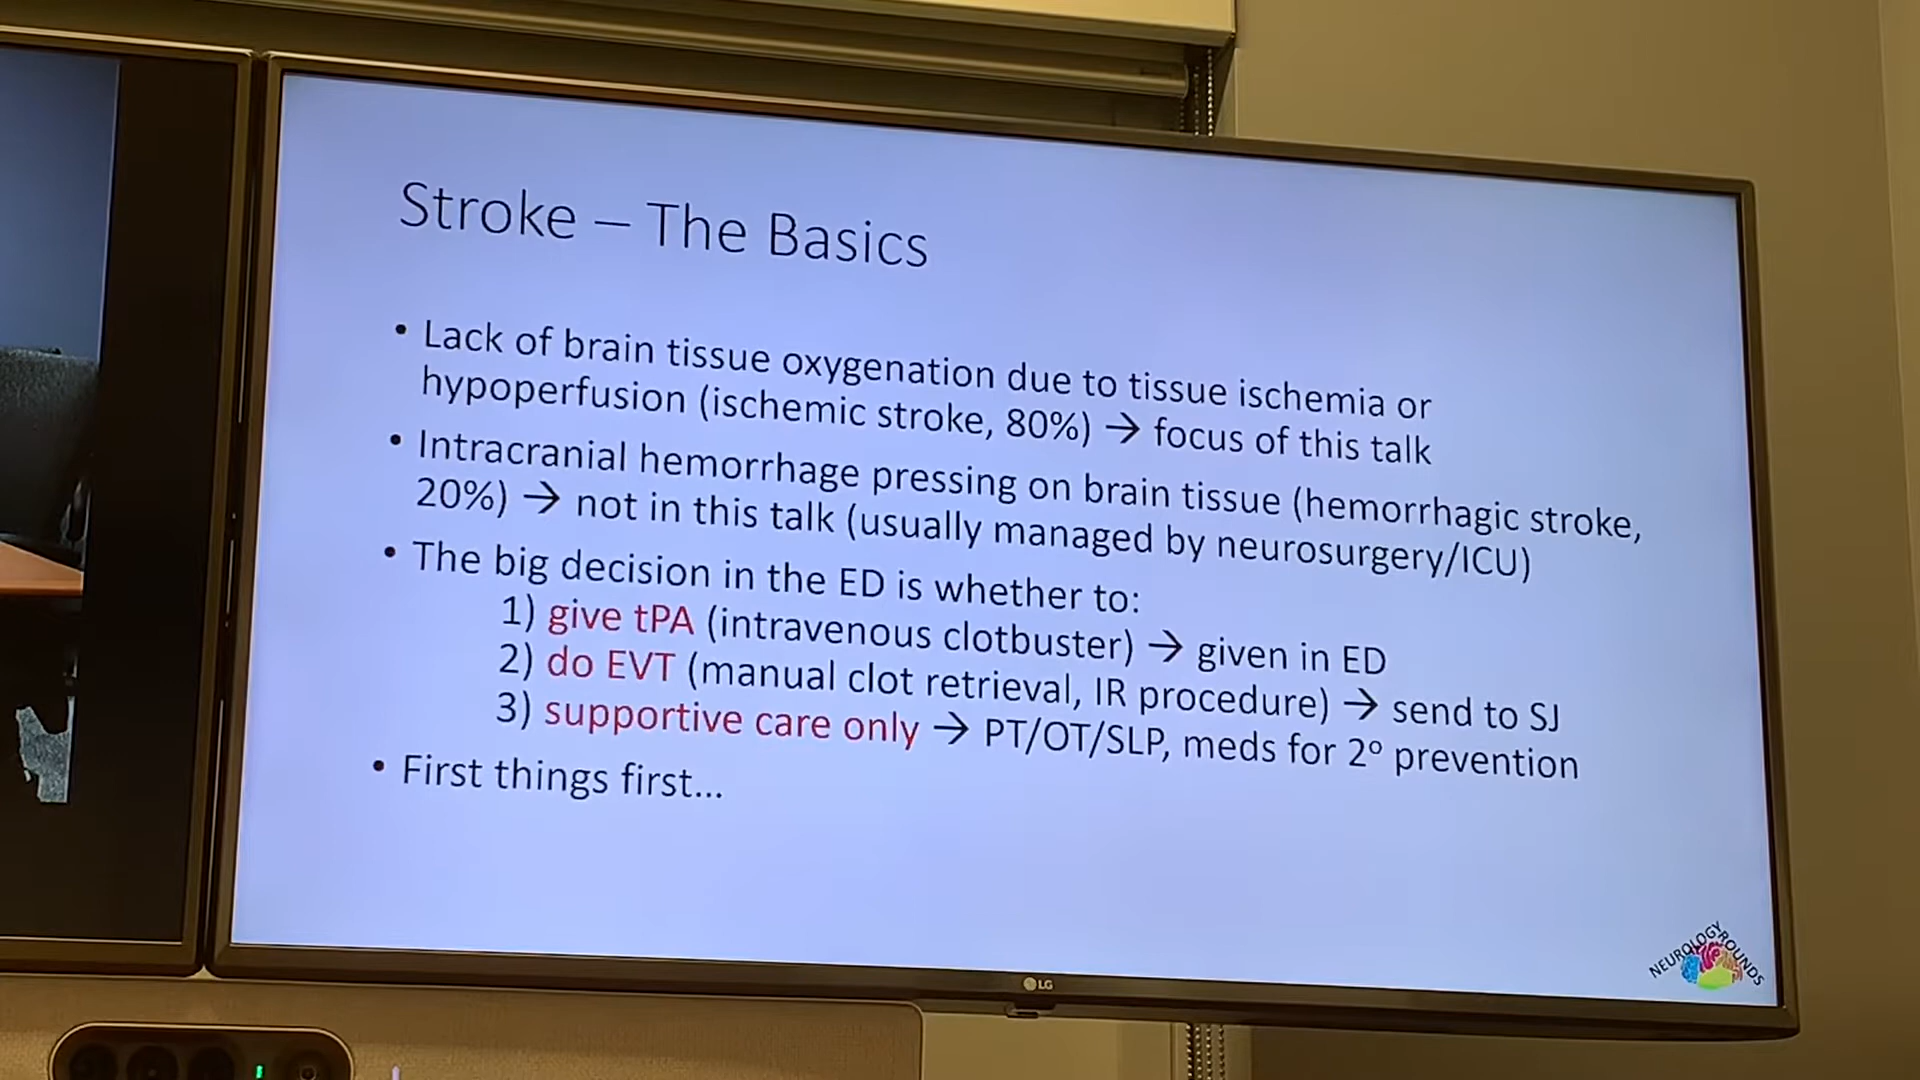 Stroke – The Basics
• Lack of brain tissue oxygenation due to tissue ischemia or
hypoperfusion (ischemic stroke, 80%) → focus of this talk
• Intracranial hemorrhage pressing on brain tissue (hemorrhagic stroke,
20%) → not in this talk (usually managed by neurosurgery/ICU)
• The big decision in the ED is whether to:
1) give tPA (intravenous clotbuster) → given in ED
2) do EVT (manual clot retrieval, IR procedure) → send to SJ
3) supportive care only → PT/OT/SLP, meds for 2º prevention
• First things first...
NEUROLOGY ROUNDS
LG